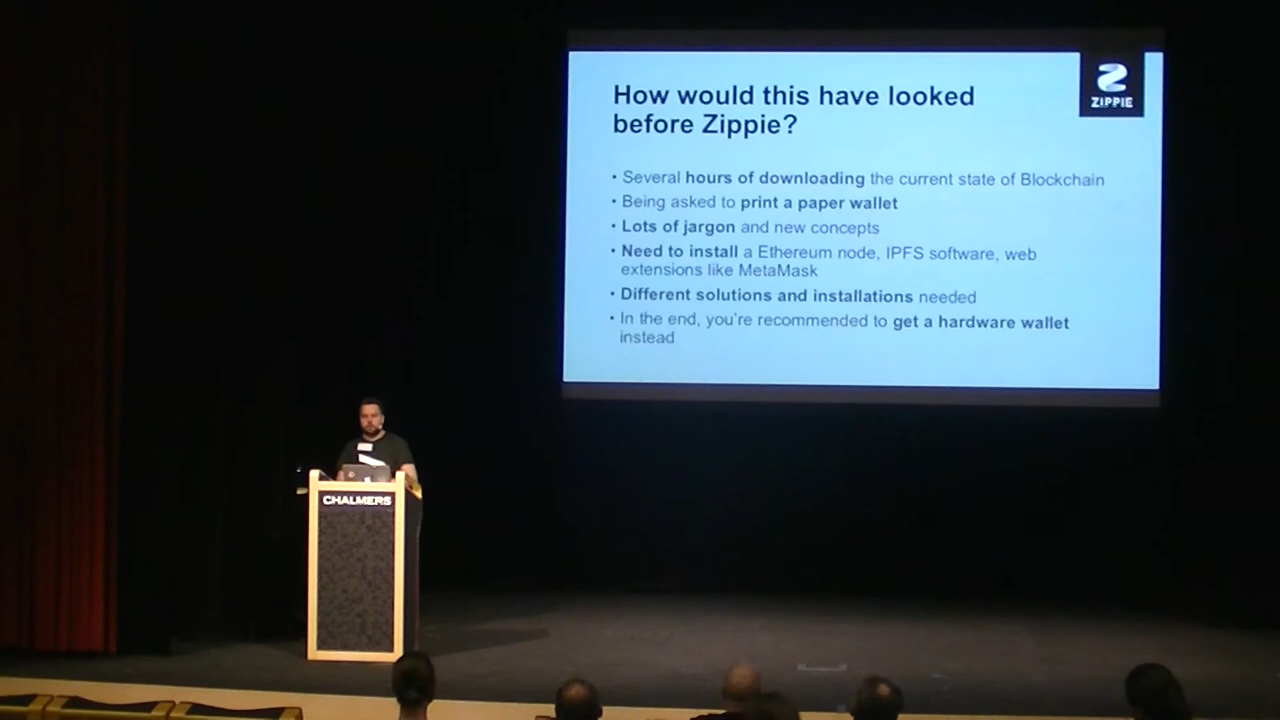 How would this have looked
before Zippie?
ZIPPIE
• Several hours of downloading the current state of Blockchain
• Being asked to print a paper wallet
• Lots of jargon and new concepts
• Need to install a Ethereum node, IPFS software, web
extensions like MetaMask
• Different solutions and installations needed
• In the end, you're recommended to get a hardware wallet
instead
CHALMERS